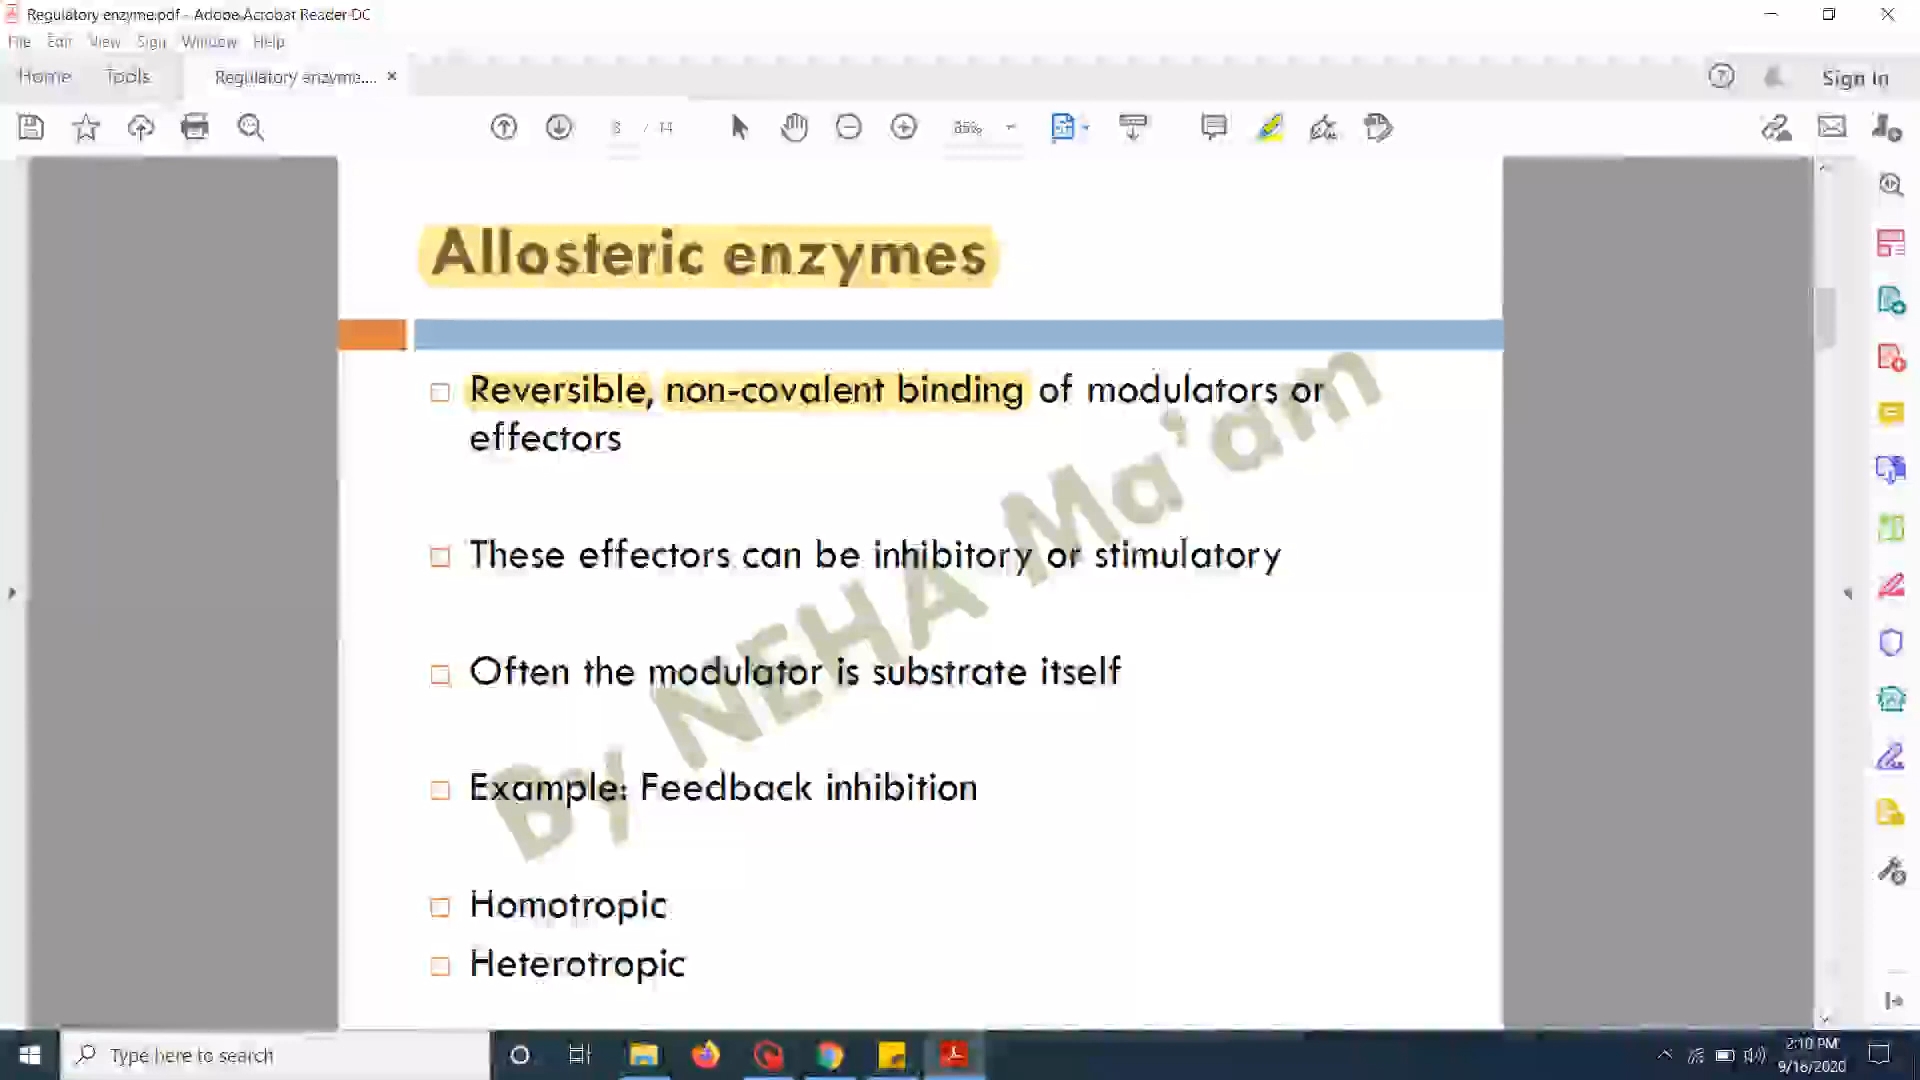 Regulatory enzyme.pdf - Adobe Acrobat Reader DC
File Edit View Sign Window Help
Home Tools Regulatory enzyme.... ×
Sign In
/ 14
Allosteric enzymes
Reversible, non-covalent binding of modulators or
effectors
These effectors can be inhibitory or stimulatory
Often the modulator is substrate itself
Example: Feedback inhibition
Homotropic
Heterotropic
By NEHA Ma'am
Type here to search
2:10 PM
9/16/2020